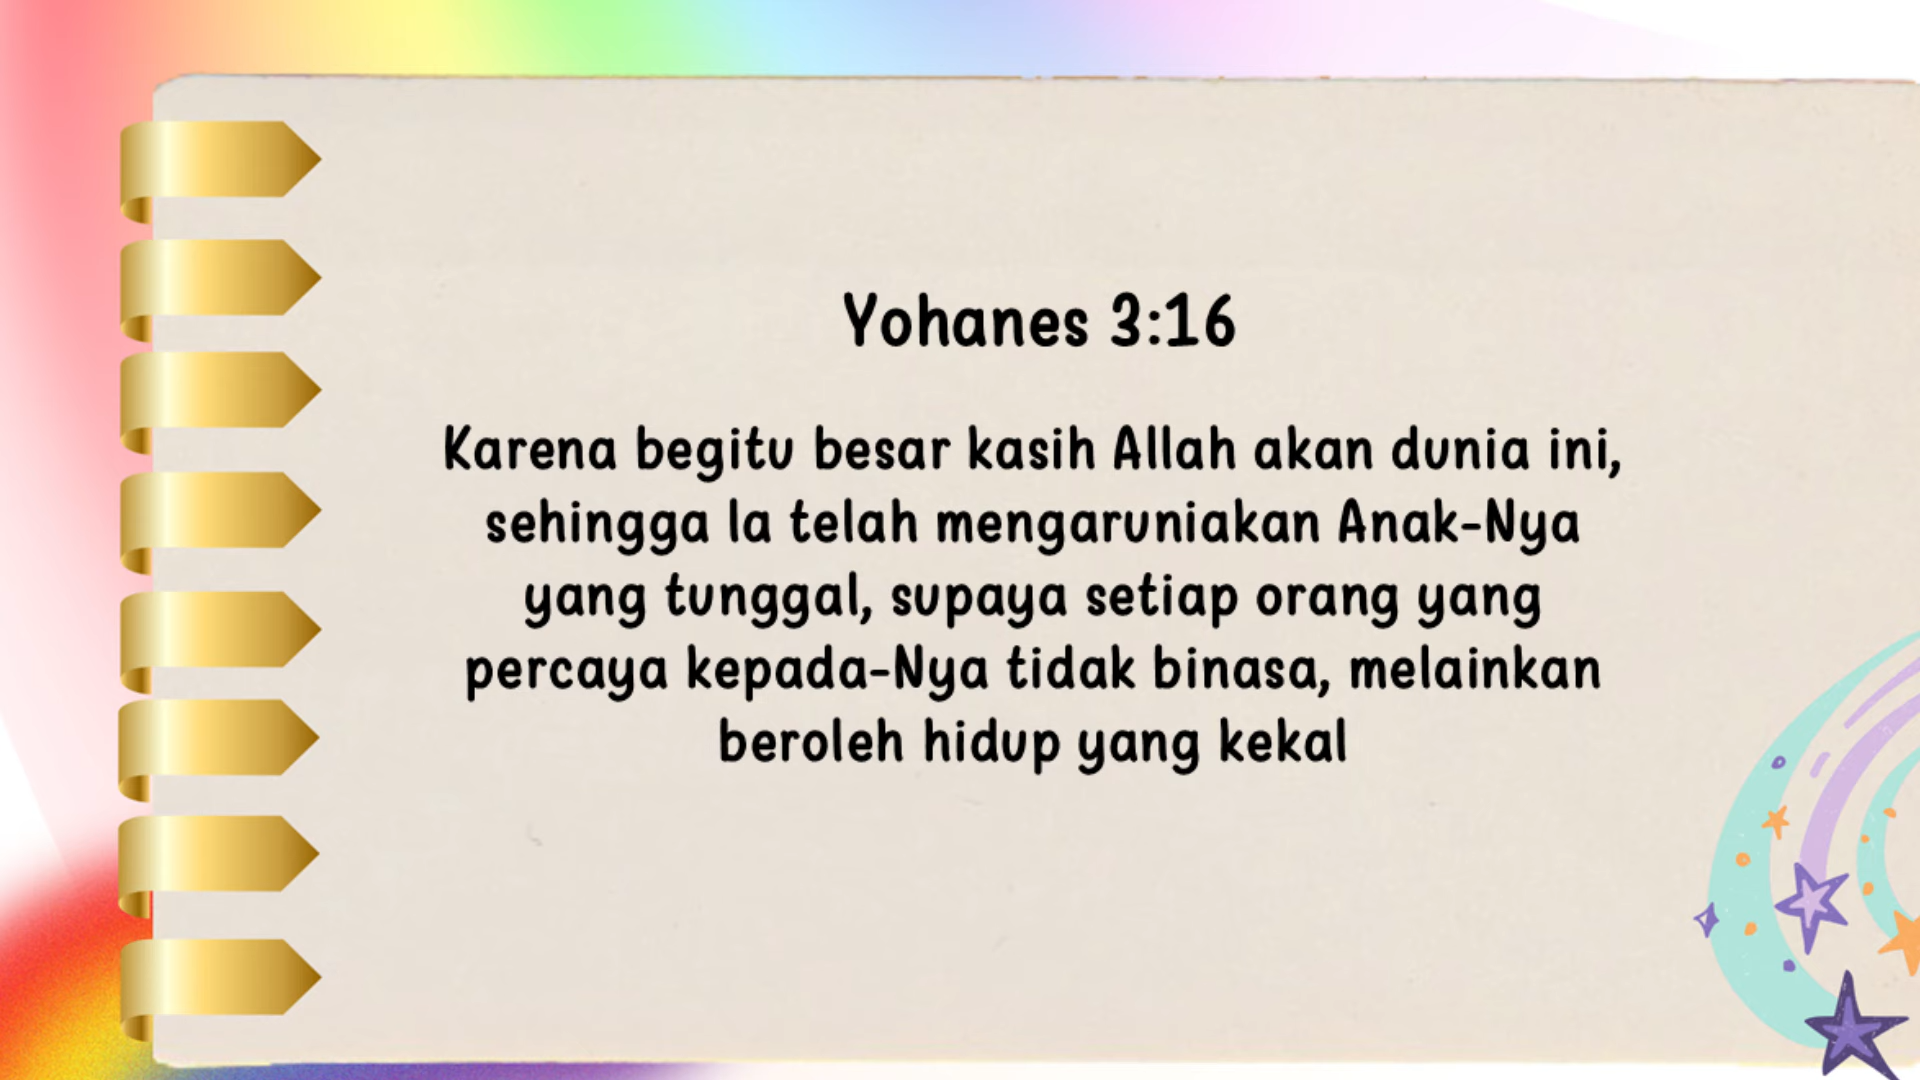 Yohanes 3:16
Karena begitu besar kasih Allah akan dunia ini,
sehingga Ia telah mengaruniakan Anak-Nya
yang tunggal, supaya setiap orang yang
percaya kepada-Nya tidak binasa, melainkan
beroleh hidup yang kekal